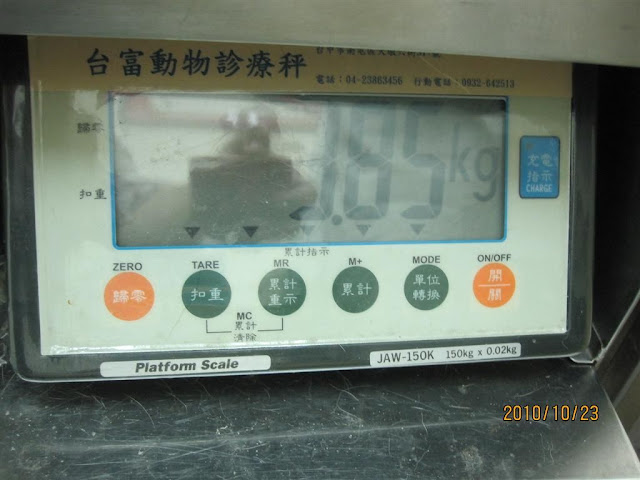 台富動物診療秤
電話：04-23863456 行動電話：0932-642513
歸零
扣重
kg
充電
指示
CHARGE
累計指示
ZERO
歸零
TARE
扣重
MR
累計
重示
M+
累計
MODE
單位
轉換
ON/OFF
開
關
MC
累計
清除
Platform Scale
JAW-150K 150kg x 0.02kg
2010/10/23